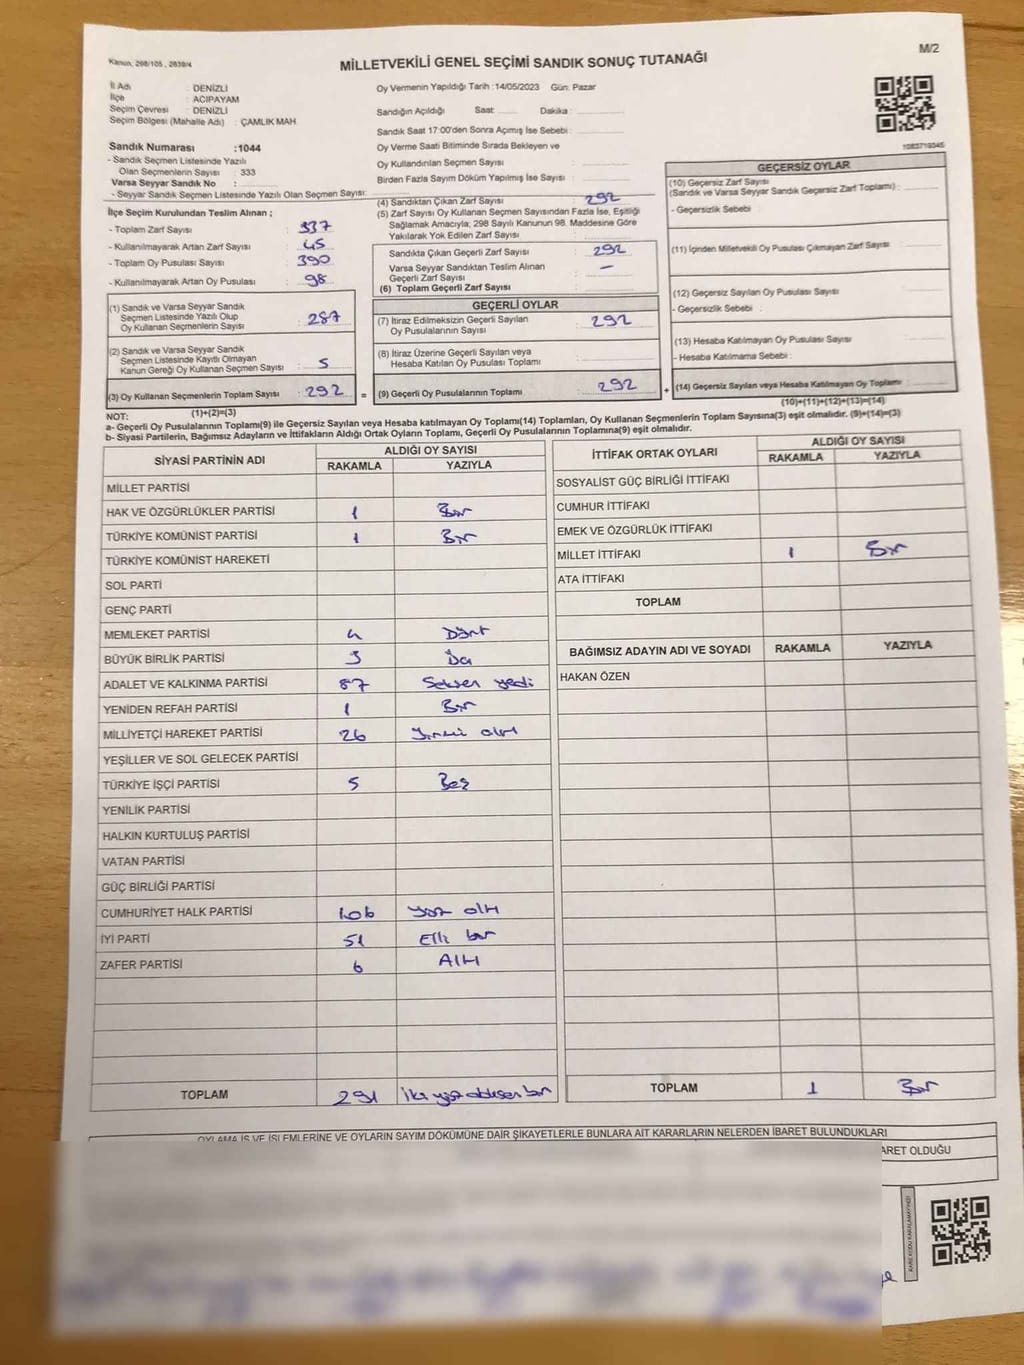 Kanun, 298/105, 2839/4
MİLLETVEKİLİ GENEL SEÇİMİ SANDIK SONUÇ TUTANAĞI
M/2
İl Adı : DENİZLİ
İlçe : ACIPAYAM
Seçim Çevresi : DENİZLİ
Seçim Bölgesi (Mahalle Adı) : ÇAMLIK MAH.
Sandık Numarası :1044
- Sandık Seçmen Listesinde Yazılı
Olan Seçmenlerin Sayısı : 333
Varsa Seyyar Sandık No :
- Seyyar Sandık Seçmen Listesinde Yazılı Olan Seçmen Sayısı:
Oy Vermenin Yapıldığı Tarih :14/05/2023 Gün: Pazar
Sandığın Açıldığı Saat: Dakika :
Sandık Saat 17:00'den Sonra Açımış İse Sebebi :
Oy Verme Saati Bitiminde Sırada Bekleyen ve
Oy Kullandırılan Seçmen Sayısı :
Birden Fazla Sayım Döküm Yapılmış İse Sayısı :
1083719345
İlçe Seçim Kurulundan Teslim Alınan ;
- Toplam Zarf Sayısı : 337
- Kullanılmayarak Artan Zarf Sayısı : 45
- Toplam Oy Pusulası Sayısı : 390
- Kullanılmayarak Artan Oy Pusulası : 98
(1) Sandık ve Varsa Seyyar Sandık
Seçmen Listesinde Yazılı Olup
Oy Kullanan Seçmenlerin Sayısı : 287
(2) Sandık ve Varsa Seyyar Sandık
Seçmen Listesinde Kayıtlı Olmayan
Kanun Gereği Oy Kullanan Seçmen Sayısı : 5
(3) Oy Kullanan Seçmenlerin Toplam Sayısı : 292 =
(1)+(2)=(3)
(4) Sandıktan Çıkan Zarf Sayısı : 292
(5) Zarf Sayısı Oy Kullanan Seçmen Sayısından Fazla İse, Eşitliği
Sağlamak Amacıyla; 298 Sayılı Kanunun 98. Maddesine Göre
Yakılarak Yok Edilen Zarf Sayısı :
Sandıkta Çıkan Geçerli Zarf Sayısı : 292
Varsa Seyyar Sandıktan Teslim Alınan
Geçerli Zarf Sayısı : –
(6) Toplam Geçerli Zarf Sayısı :
GEÇERLİ OYLAR
(7) İtiraz Edilmeksizin Geçerli Sayılan
Oy Pusulalarının Sayısı : 292
(8) İtiraz Üzerine Geçerli Sayılan veya
Hesaba Katılan Oy Pusulası Toplamı :
(9) Geçerli Oy Pusulalarının Toplamı : 292 +
GEÇERSİZ OYLAR
(10) Geçersiz Zarf Sayısı
(Sandık ve Varsa Seyyar Sandık Geçersiz Zarf Toplamı) :
- Geçersizlik Sebebi :
(11) İçinden Milletvekili Oy Pusulası Çıkmayan Zarf Sayısı :
(12) Geçersiz Sayılan Oy Pusulası Sayısı :
- Geçersizlik Sebebi :
(13) Hesaba Katılmayan Oy Pusulası Sayısı :
- Hesaba Katılmama Sebebi :
(14) Geçersiz Sayılan veya Hesaba Katılmayan Oy Toplamı :
(10)+(11)+(12)+(13)=(14)
NOT:
a- Geçerli Oy Pusulalarının Toplamı(9) ile Geçersiz Sayılan veya Hesaba katılmayan Oy Toplamı(14) Toplamları, Oy Kullanan Seçmenlerin Toplam Sayısına(3) eşit olmalıdır. (9)+(14)=(3)
b- Siyasi Partilerin, Bağımsız Adayların ve İttifakların Aldığı Ortak Oyların Toplamı, Geçerli Oy Pusulalarının Toplamına(9) eşit olmalıdır.
SİYASİ PARTİNİN ADI ALDIĞI OY SAYISI
RAKAMLA YAZIYLA
MİLLET PARTİSİ
HAK VE ÖZGÜRLÜKLER PARTİSİ 1 Bir
TÜRKİYE KOMÜNİST PARTİSİ 1 Bir
TÜRKİYE KOMÜNİST HAREKETİ
SOL PARTİ
GENÇ PARTİ
MEMLEKET PARTİSİ 4 Dört
BÜYÜK BİRLİK PARTİSİ 3 Üç
ADALET VE KALKINMA PARTİSİ 87 Seksen yedi
YENİDEN REFAH PARTİSİ 1 Bir
MİLLİYETÇİ HAREKET PARTİSİ 26 Yirmi altı
YEŞİLLER VE SOL GELECEK PARTİSİ
TÜRKİYE İŞÇİ PARTİSİ 5 Beş
YENİLİK PARTİSİ
HALKIN KURTULUŞ PARTİSİ
VATAN PARTİSİ
GÜÇ BİRLİĞİ PARTİSİ
CUMHURİYET HALK PARTİSİ 106 yüz altı
İYİ PARTİ 51 Elli bir
ZAFER PARTİSİ 6 Altı
TOPLAM 291 İki yüz doksan bir
İTTİFAK ORTAK OYLARI ALDIĞI OY SAYISI
RAKAMLA YAZIYLA
SOSYALİST GÜÇ BİRLİĞİ İTTİFAKI
CUMHUR İTTİFAKI
EMEK VE ÖZGÜRLÜK İTTİFAKI
MİLLET İTTİFAKI 1 Bir
ATA İTTİFAKI
TOPLAM
BAĞIMSIZ ADAYIN ADI VE SOYADI RAKAMLA YAZIYLA
HAKAN ÖZEN
TOPLAM 1 Bir
OYLAMA İŞ VE İŞLEMLERİNE VE OYLARIN SAYIM DÖKÜMÜNE DAİR ŞİKAYETLERLE BUNLARA AİT KARARLARIN NELERDEN İBARET BULUNDUKLARI
ARET OLDUĞU
KARE KODU KARALAMAYINIZ!